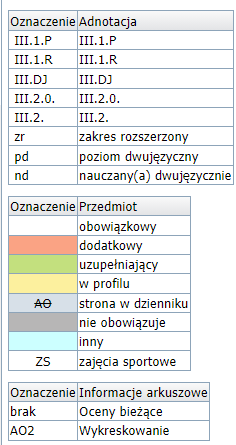 Oznaczenie Adnotacja
III.1.P III.1.P
III.1.R III.1.R
III.DJ III.DJ
III.2.0. III.2.0.
III.2. III.2.
zr zakres rozszerzony
pd poziom dwujęzyczny
nd nauczany(a) dwujęzycznie
Oznaczenie Przedmiot
obowiązkowy
dodatkowy
uzupełniający
w profilu
AO strona w dzienniku
nie obowiązuje
inny
ZS zajęcia sportowe
Oznaczenie Informacje arkuszowe
brak Oceny bieżące
AO2 Wykreskowanie